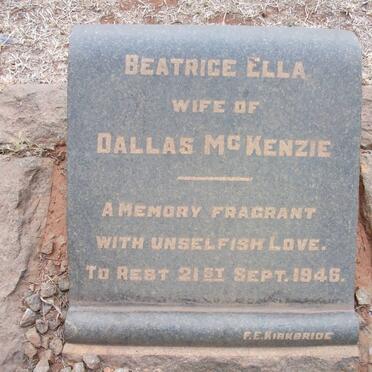 BEATRICE ELLA
WIFE OF
DALLAS McKENZIE
A MEMORY FRAGRANT
WITH UNSELFISH LOVE.
TO REST 21ST SEPT. 1946.
F.E. KIRKBRIDE